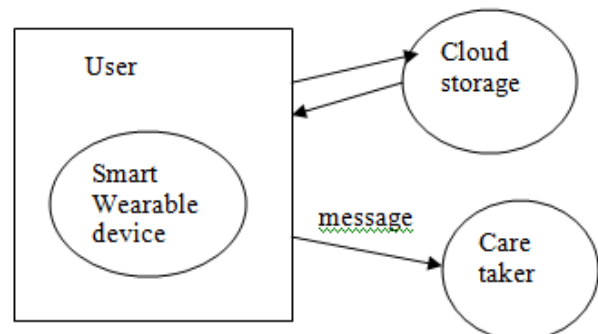 User
Cloud
storage
Smart
Wearable
device
message
Care
taker